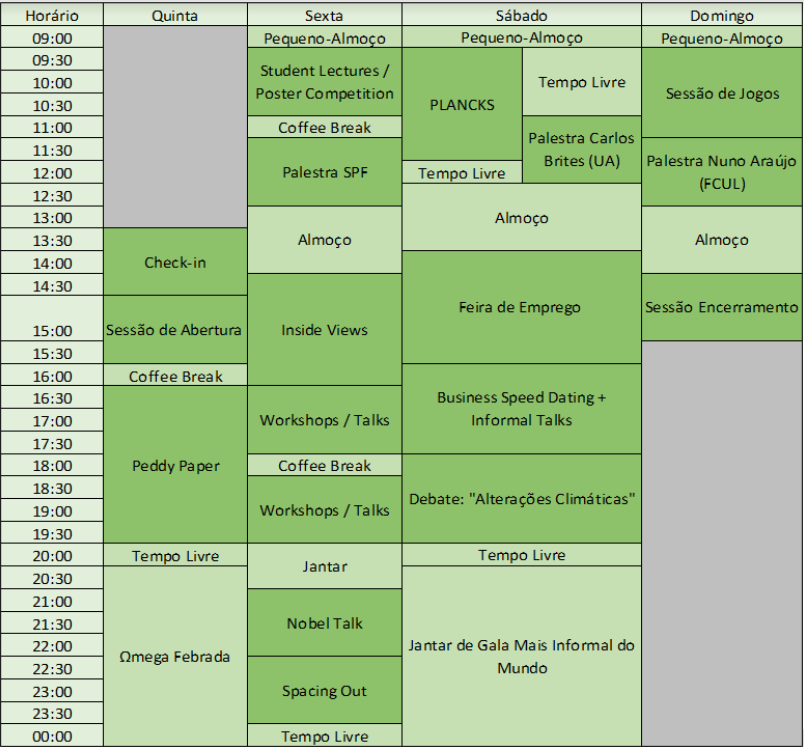 Horário Quinta Sexta Sábado Domingo
09:00 Pequeno-Almoço Pequeno-Almoço Pequeno-Almoço
09:30
Student Lectures /
Poster Competition
10:00 Tempo Livre
Sessão de Jogos
10:30 PLANCKS
11:00 Coffee Break
Palestra Carlos
Brites (UA)
11:30
Palestra Nuno Araújo
(FCUL)
12:00 Palestra SPF Tempo Livre
12:30
13:00 Almoço
13:30 Almoço Almoço
14:00 Check-in
14:30
Feira de Emprego Sessão Encerramento
15:00 Sessão de Abertura Inside Views
15:30
16:00 Coffee Break
16:30
Business Speed Dating +
Informal Talks
17:00 Workshops / Talks
17:30
18:00 Peddy Paper Coffee Break
18:30
Debate: "Alterações Climáticas"
19:00 Workshops / Talks
19:30
20:00 Tempo Livre Tempo Livre
Jantar
20:30
21:00
21:30 Nobel Talk
22:00
Jantar de Gala Mais Informal do
Mundo
Ωmega Febrada
22:30
23:00 Spacing Out
23:30
00:00 Tempo Livre